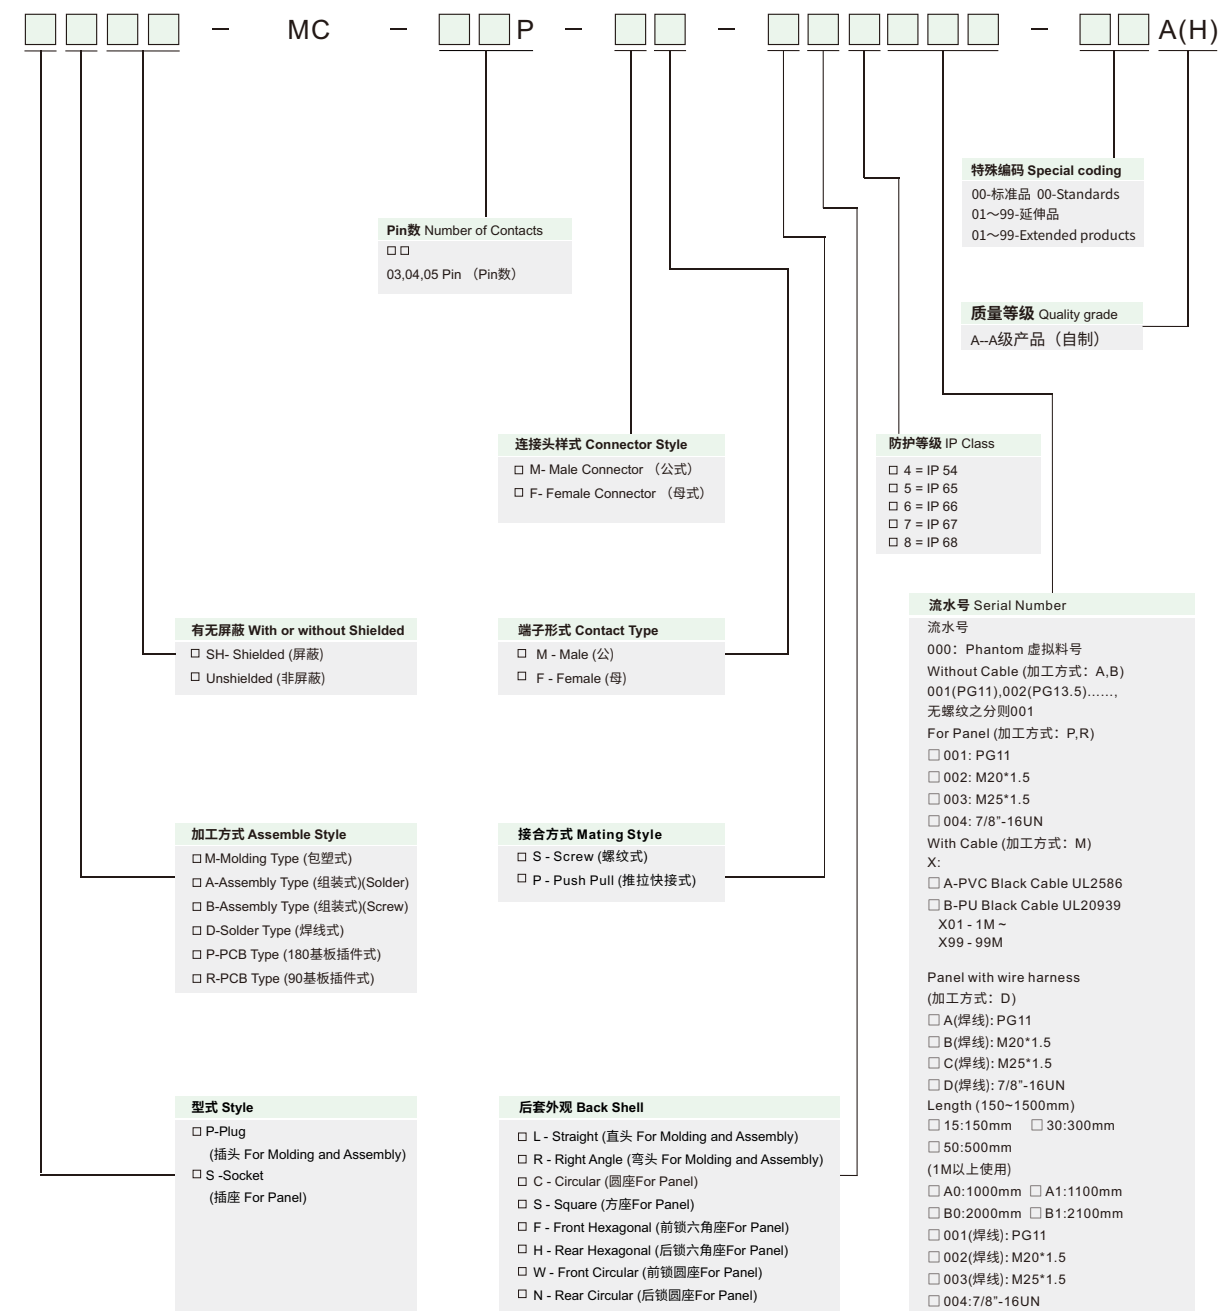 – MC – P – – – A(H)
特殊编码 Special coding
00-标准品 00-Standards
01～99-延伸品
01～99-Extended products
Pin数 Number of Contacts
□ □
03,04,05 Pin （Pin数）
质量等级 Quality grade
A--A级产品（自制）
连接头样式 Connector Style
□ M- Male Connector （公式）
□ F- Female Connector （母式）
防护等级 IP Class
□ 4 = IP 54
□ 5 = IP 65
□ 6 = IP 66
□ 7 = IP 67
□ 8 = IP 68
有无屏蔽 With or without Shielded
□ SH- Shielded (屏蔽)
□ Unshielded (非屏蔽)
端子形式 Contact Type
□ M - Male (公)
□ F - Female (母)
加工方式 Assemble Style
□ M-Molding Type (包塑式)
□ A-Assembly Type (组装式)(Solder)
□ B-Assembly Type (组装式)(Screw)
□ D-Solder Type (焊线式)
□ P-PCB Type (180基板插件式)
□ R-PCB Type (90基板插件式)
接合方式 Mating Style
□ S - Screw (螺纹式)
□ P - Push Pull (推拉快接式)
型式 Style
□ P-Plug
(插头 For Molding and Assembly)
□ S -Socket
(插座 For Panel)
后套外观 Back Shell
□ L - Straight (直头 For Molding and Assembly)
□ R - Right Angle (弯头 For Molding and Assembly)
□ C - Circular (圆座For Panel)
□ S - Square (方座For Panel)
□ F - Front Hexagonal (前锁六角座For Panel)
□ H - Rear Hexagonal (后锁六角座For Panel)
□ W - Front Circular (前锁圆座For Panel)
□ N - Rear Circular (后锁圆座For Panel)
流水号 Serial Number
流水号
000：Phantom 虚拟料号
Without Cable (加工方式：A,B)
001(PG11),002(PG13.5)……,
无螺纹之分则001
For Panel (加工方式：P,R)
□ 001: PG11
□ 002: M20*1.5
□ 003: M25*1.5
□ 004: 7/8”-16UN
With Cable (加工方式：M)
X:
□ A-PVC Black Cable UL2586
□ B-PU Black Cable UL20939
X01 - 1M ~
X99 - 99M
Panel with wire harness
(加工方式：D)
□ A(焊线): PG11
□ B(焊线): M20*1.5
□ C(焊线): M25*1.5
□ D(焊线): 7/8”-16UN
Length (150~1500mm)
□ 15:150mm □ 30:300mm
□ 50:500mm
(1M以上使用)
□ A0:1000mm □ A1:1100mm
□ B0:2000mm □ B1:2100mm
□ 001(焊线): PG11
□ 002(焊线): M20*1.5
□ 003(焊线): M25*1.5
□ 004:7/8”-16UN